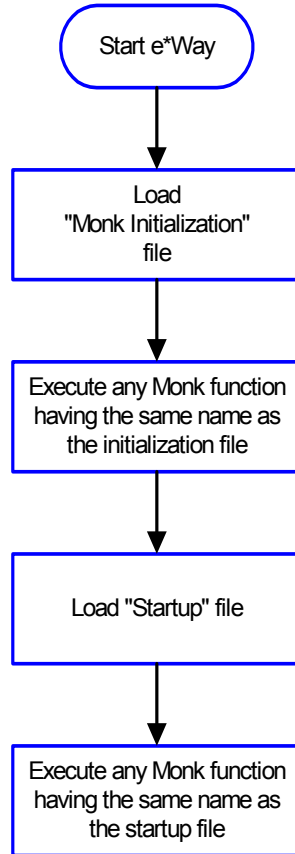 Start e*Way
Load
"Monk Initialization"
file
Execute any Monk function
having the same name as
the initialization file
Load "Startup" file
Execute any Monk function
having the same name as
the startup file